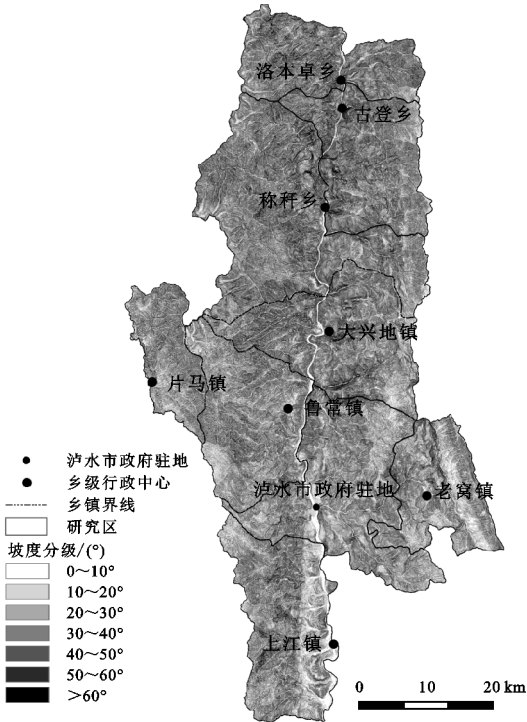 洛本卓乡
古登乡
称秆乡
大兴地镇
片马镇
鲁常镇
泸水市政府驻地
老窝镇
上江镇
泸水市政府驻地
乡级行政中心
乡镇界线
研究区
坡度分级/(°)
0～10°
10～20°
20～30°
30～40°
40～50°
50～60°
>60°
0 10 20 km